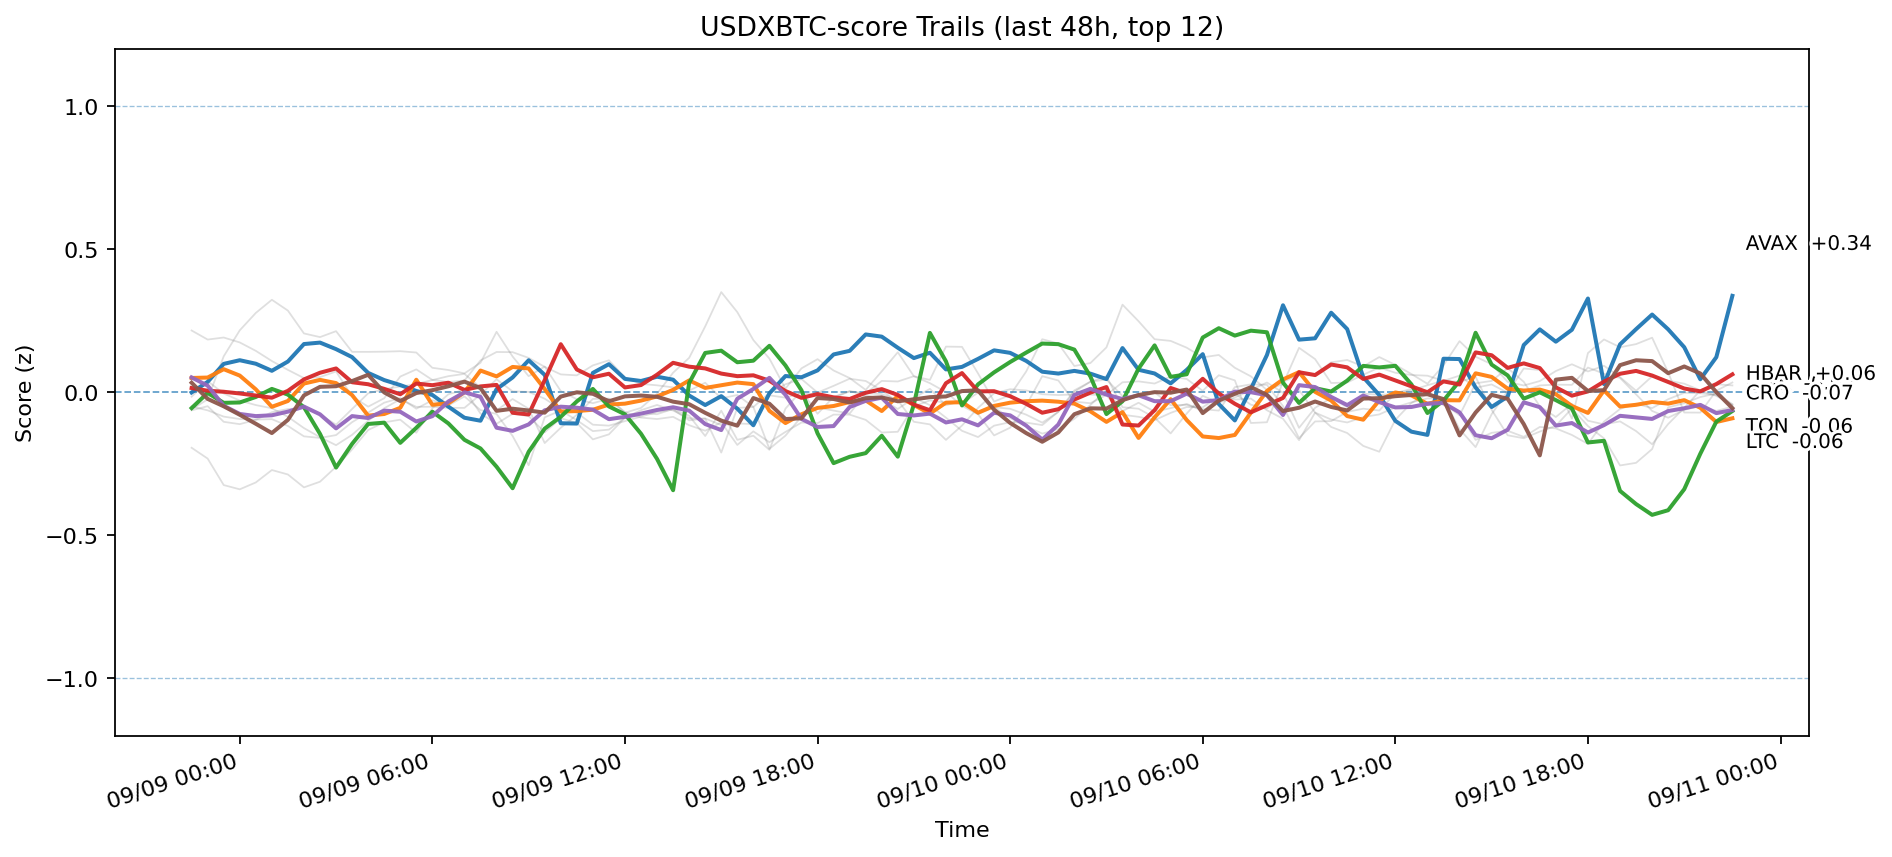 USDXBTC-score Trails (last 48h, top 12)
1.0
0.5
0.0
−0.5
−1.0
Score (z)
AVAX +0.34
HBAR +0.06
CRO -0.07
TON -0.06
LTC -0.06
09/09 00:00
09/09 06:00
09/09 12:00
09/09 18:00
09/10 00:00
09/10 06:00
09/10 12:00
09/10 18:00
09/11 00:00
Time